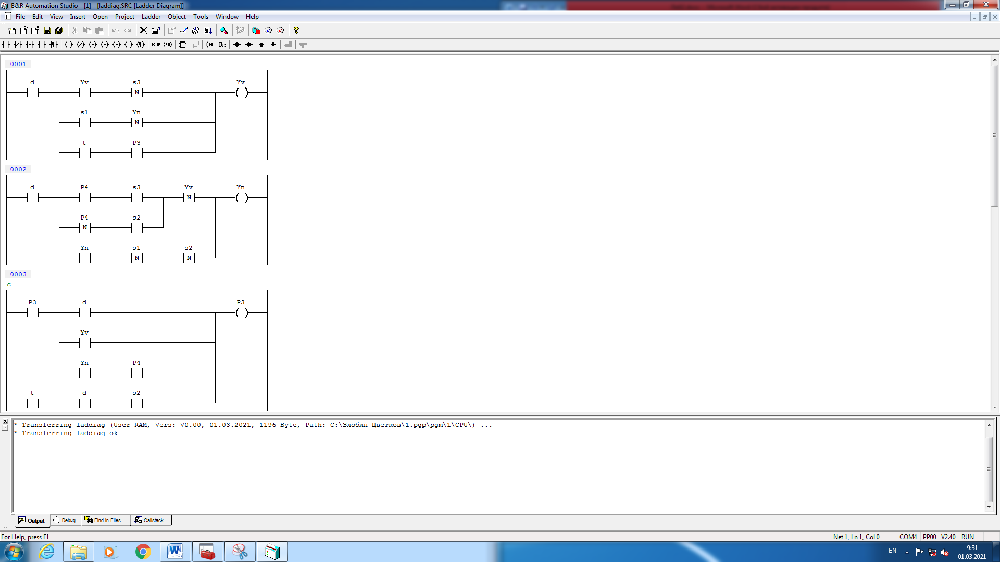 B&R Automation Studio - [1] - [laddiag.SRC [Ladder Diagram]]
File Edit View Insert Open Project Ladder Object Tools Window Help
0001
d Yv s3 Yv
N
s1 Yn
N
t P3
0002
d P4 s3 Yv Yn
N
P4 s2
N
Yn s1 s2
N N
0003
c
P3 d P3
Yv
Yn P4
t d s2
* Transferring laddiag (User RAM, Vers: V0.00, 01.03.2021, 1196 Byte, Path: C:\Злобин Цветков\1.pgp\pgm\1\CPU\) ...
* Transferring laddiag ok
Output Debug Find in Files Callstack
For Help, press F1
Net 1, Ln 1, Col 0 COM4 PP00 V2.40 RUN
EN
9:31
01.03.2021